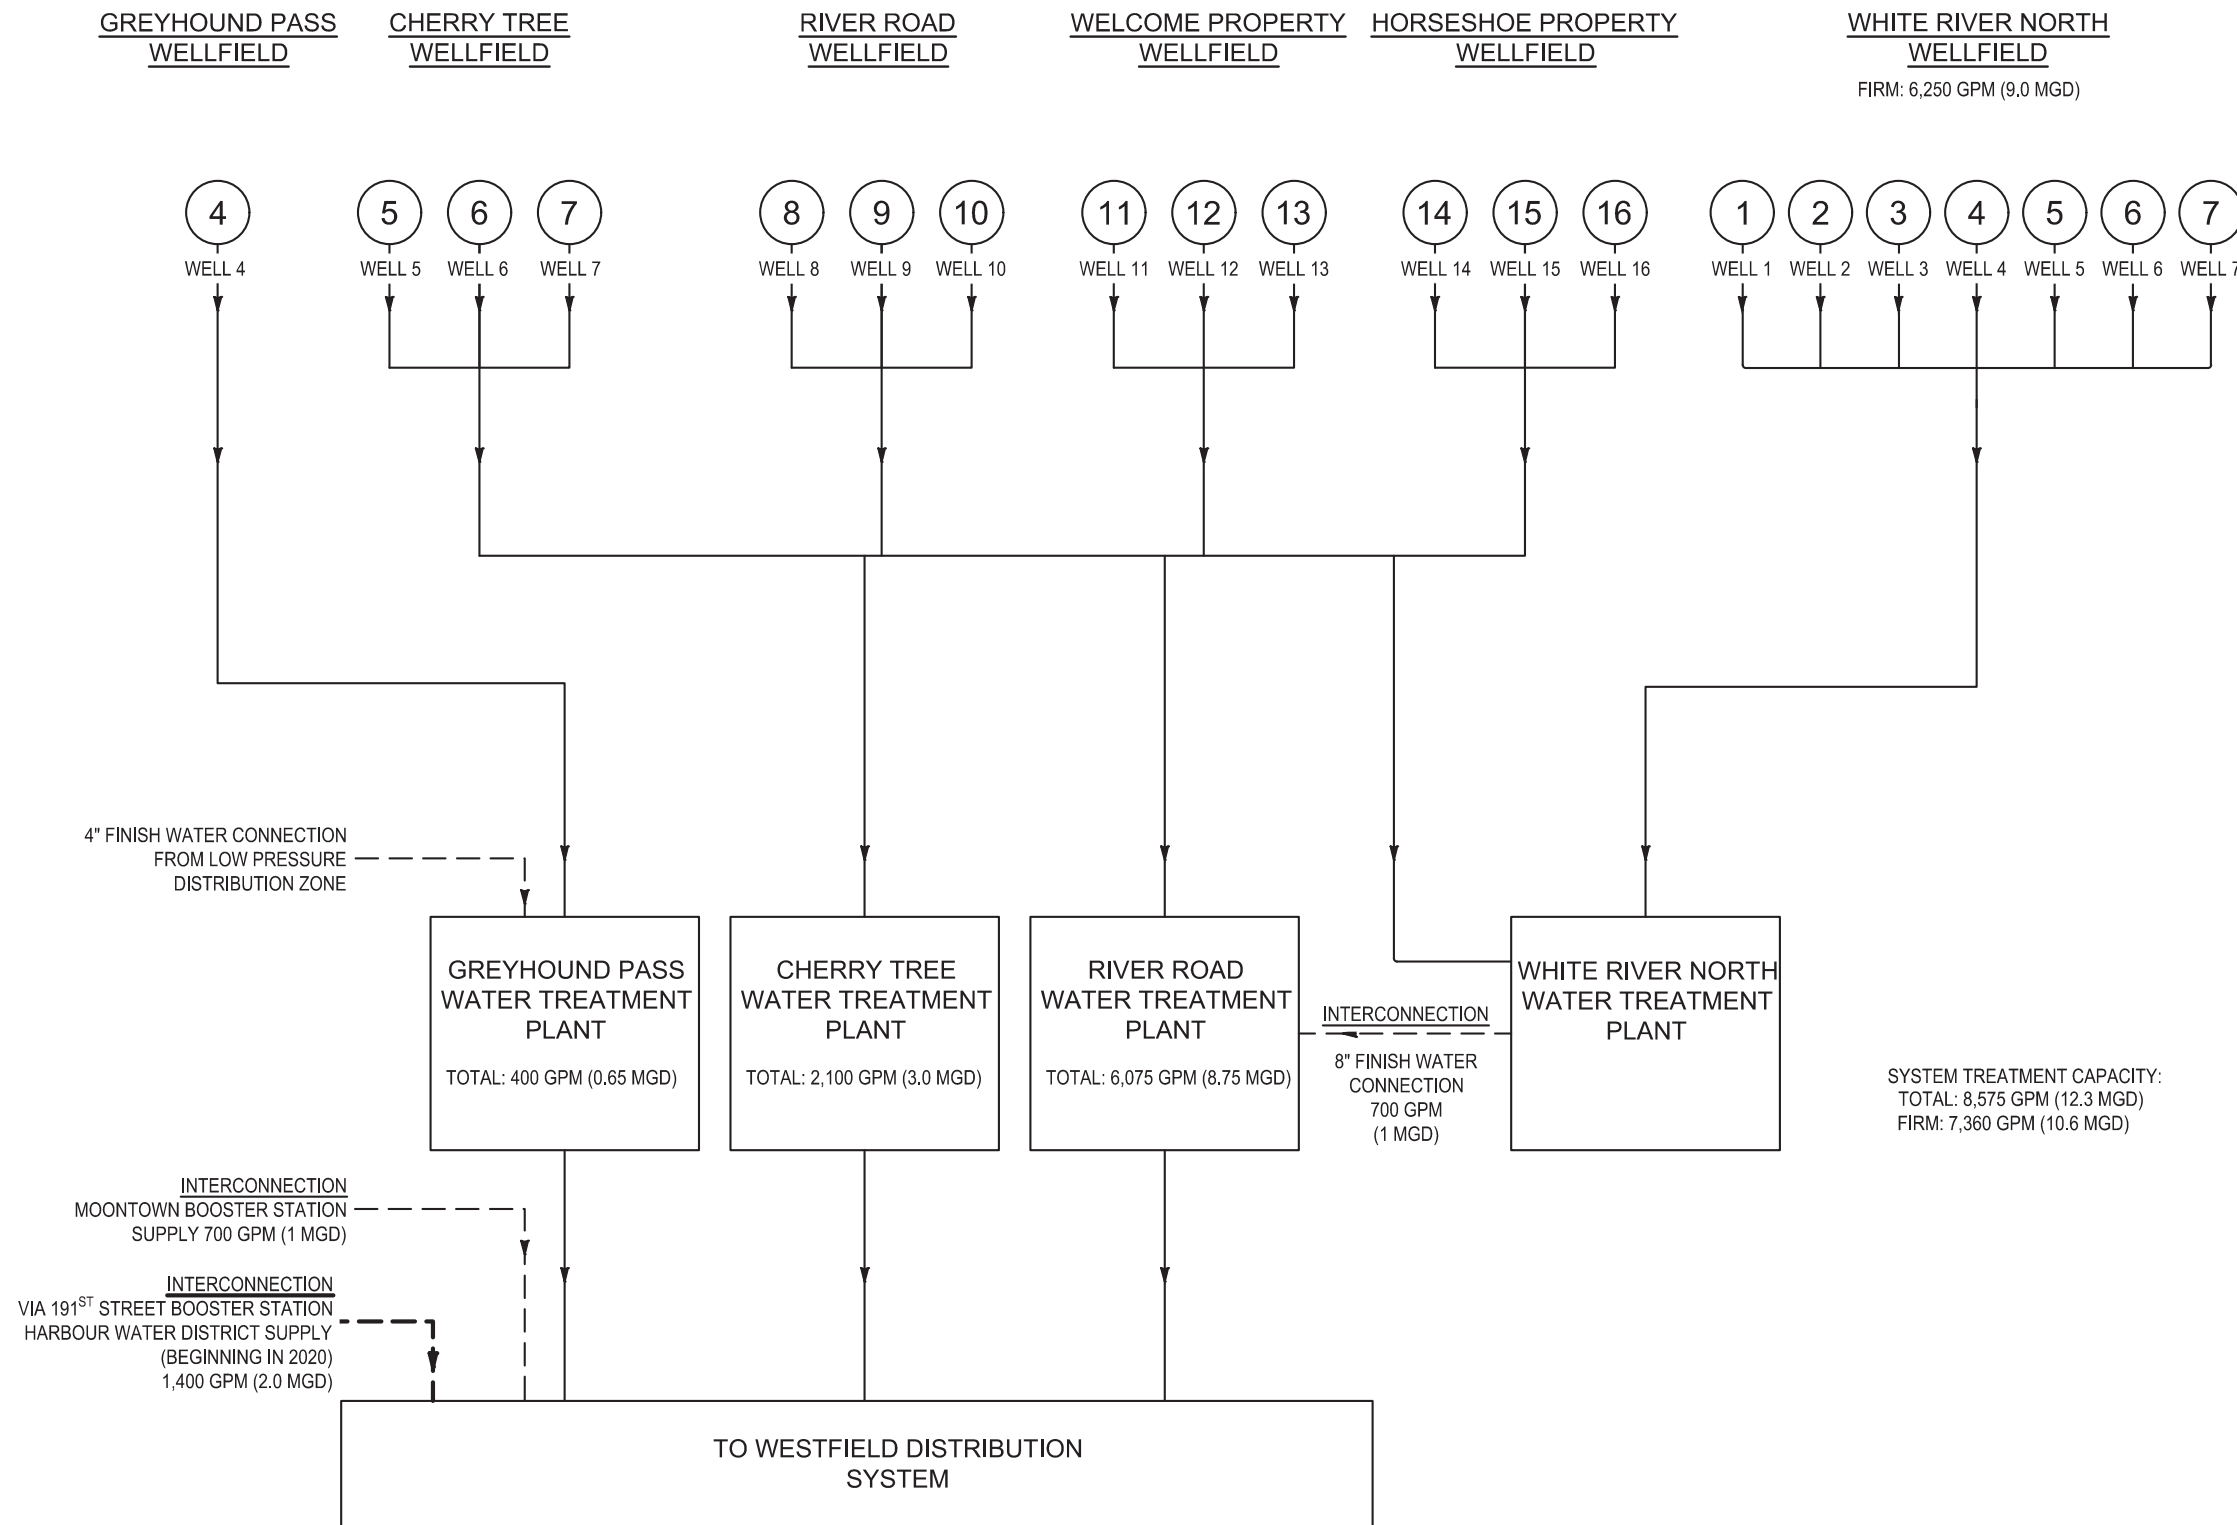 GREYHOUND PASS
WELLFIELD
CHERRY TREE
WELLFIELD
RIVER ROAD
WELLFIELD
WELCOME PROPERTY
WELLFIELD
HORSESHOE PROPERTY
WELLFIELD
WHITE RIVER NORTH
WELLFIELD
FIRM: 6,250 GPM (9.0 MGD)
4
5
6
7
8
9
10
11
12
13
14
15
16
1
2
3
4
5
6
7
WELL 4
WELL 5
WELL 6
WELL 7
WELL 8
WELL 9
WELL 10
WELL 11
WELL 12
WELL 13
WELL 14
WELL 15
WELL 16
WELL 1
WELL 2
WELL 3
WELL 4
WELL 5
WELL 6
WELL 7
4" FINISH WATER CONNECTION
FROM LOW PRESSURE
DISTRIBUTION ZONE
GREYHOUND PASS
WATER TREATMENT
PLANT
TOTAL: 400 GPM (0.65 MGD)
CHERRY TREE
WATER TREATMENT
PLANT
TOTAL: 2,100 GPM (3.0 MGD)
RIVER ROAD
WATER TREATMENT
PLANT
TOTAL: 6,075 GPM (8.75 MGD)
INTERCONNECTION
8" FINISH WATER
CONNECTION
700 GPM
(1 MGD)
WHITE RIVER NORTH
WATER TREATMENT
PLANT
SYSTEM TREATMENT CAPACITY:
TOTAL: 8,575 GPM (12.3 MGD)
FIRM: 7,360 GPM (10.6 MGD)
INTERCONNECTION
MOONTOWN BOOSTER STATION
SUPPLY 700 GPM (1 MGD)
INTERCONNECTION
VIA 191ST STREET BOOSTER STATION
HARBOUR WATER DISTRICT SUPPLY
(BEGINNING IN 2020)
1,400 GPM (2.0 MGD)
TO WESTFIELD DISTRIBUTION
SYSTEM